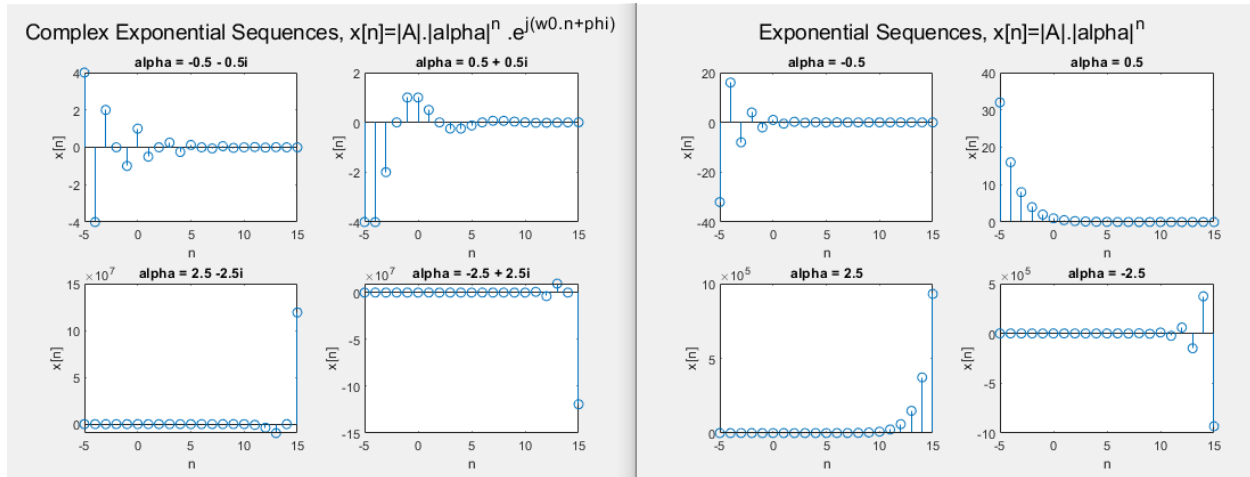 Complex Exponential Sequences, x[n]=|A|.|alpha|^n .e^j(w0.n+phi)
alpha = -0.5 - 0.5i
4
2
0
-2
-4
x[n]
-5 0 5 10 15
n
alpha = 0.5 + 0.5i
2
0
-2
-4
x[n]
-5 0 5 10 15
n
alpha = 2.5 -2.5i
×10^7
15
10
5
0
x[n]
-5 0 5 10 15
n
alpha = -2.5 + 2.5i
×10^7
0
-5
-10
-15
x[n]
-5 0 5 10 15
n
Exponential Sequences, x[n]=|A|.|alpha|^n
alpha = -0.5
20
0
-20
-40
x[n]
-5 0 5 10 15
n
alpha = 0.5
40
30
20
10
0
x[n]
-5 0 5 10 15
n
alpha = 2.5
×10^5
10
5
0
x[n]
-5 0 5 10 15
n
alpha = -2.5
×10^5
5
0
-5
-10
x[n]
-5 0 5 10 15
n